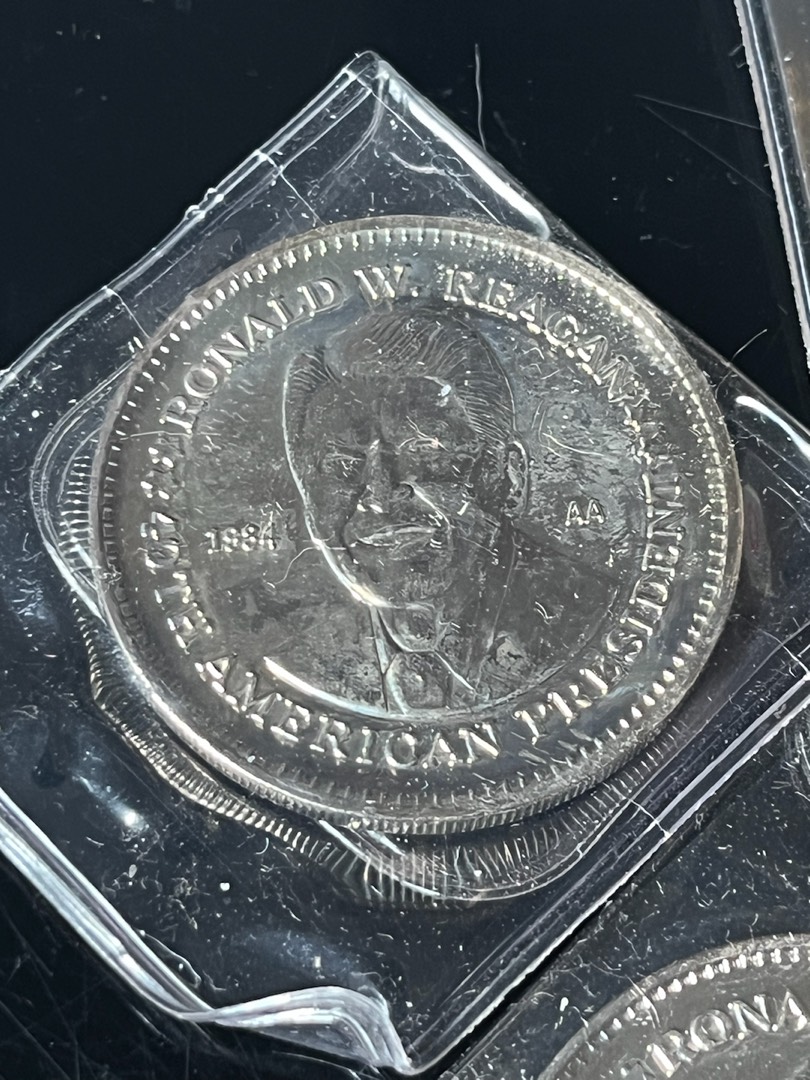 RONALD W. REAGAN
40TH AMERICAN PRESIDENT
1984
AA
RONA